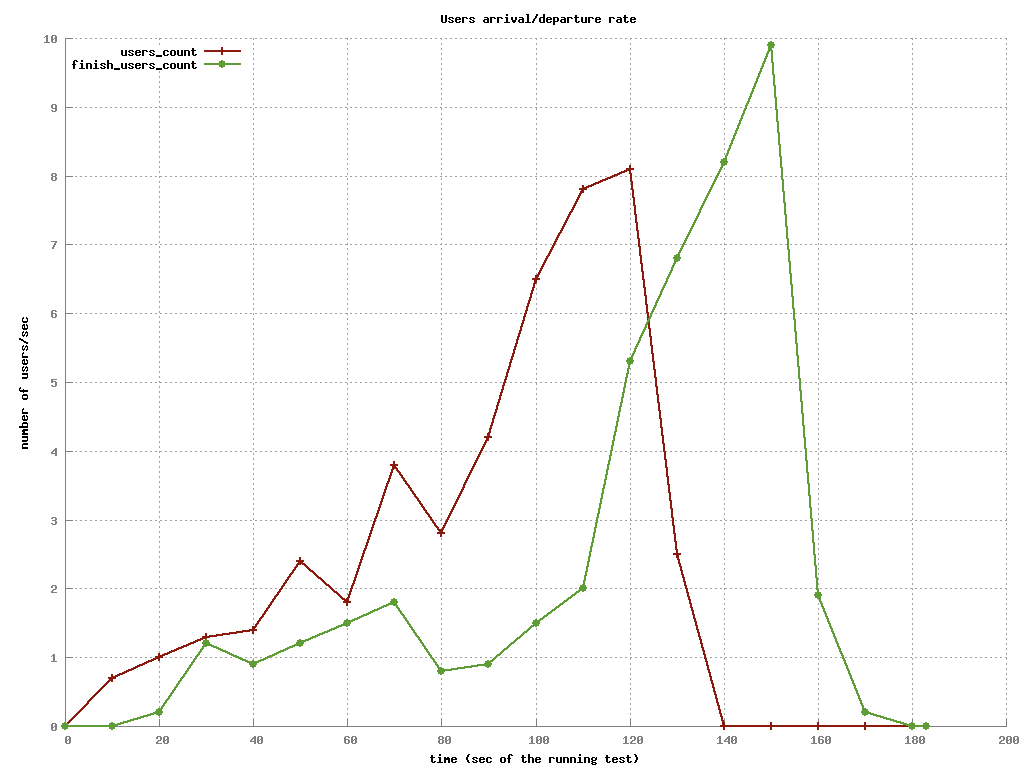 Users arrival/departure rate
users_count
finish_users_count
10
9
8
7
6
5
4
3
2
1
0
number of users/sec
0 20 40 60 80 100 120 140 160 180 200
time (sec of the running test)